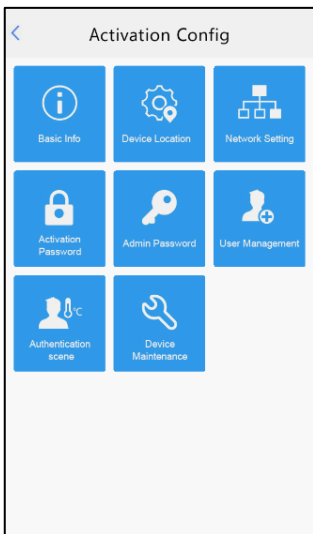 Activation Config
Basic Info
Device Location
Network Setting
Activation
Password
Admin Password
User Management
°C
Authentication
scene
Device
Maintenance